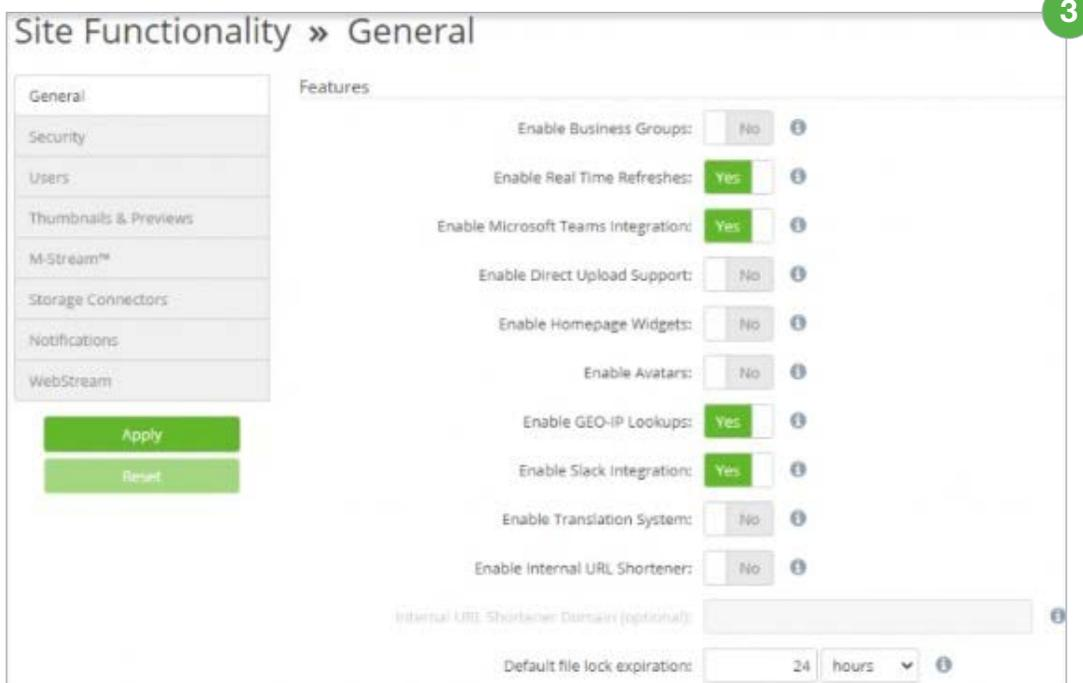 3
Site Functionality » General
General
Security
Users
Thumbnails & Previews
M-Stream™
Storage Connectors
Notifications
WebStream
Apply
Reset
Features
Enable Business Groups: No
Enable Real Time Refreshes: Yes
Enable Microsoft Teams Integration: Yes
Enable Direct Upload Support: No
Enable Homepage Widgets: No
Enable Avatars: No
Enable GEO-IP Lookups: Yes
Enable Slack Integration: Yes
Enable Translation System: No
Enable Internal URL Shortener: No
Internal URL Shortener Domain (optional):
Default file lock expiration: 24 hours